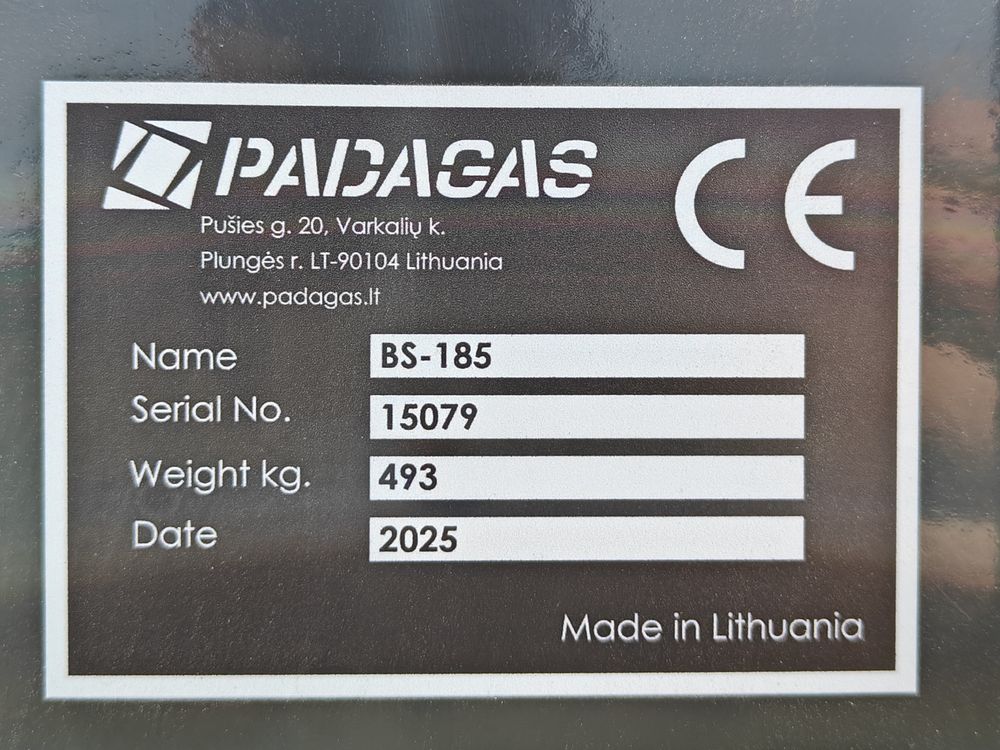 PADAGAS
CE
Pušies g. 20, Varkalių k.
Plungės r. LT-90104 Lithuania
www.padagas.lt
Name BS-185
Serial No. 15079
Weight kg. 493
Date 2025
Made in Lithuania